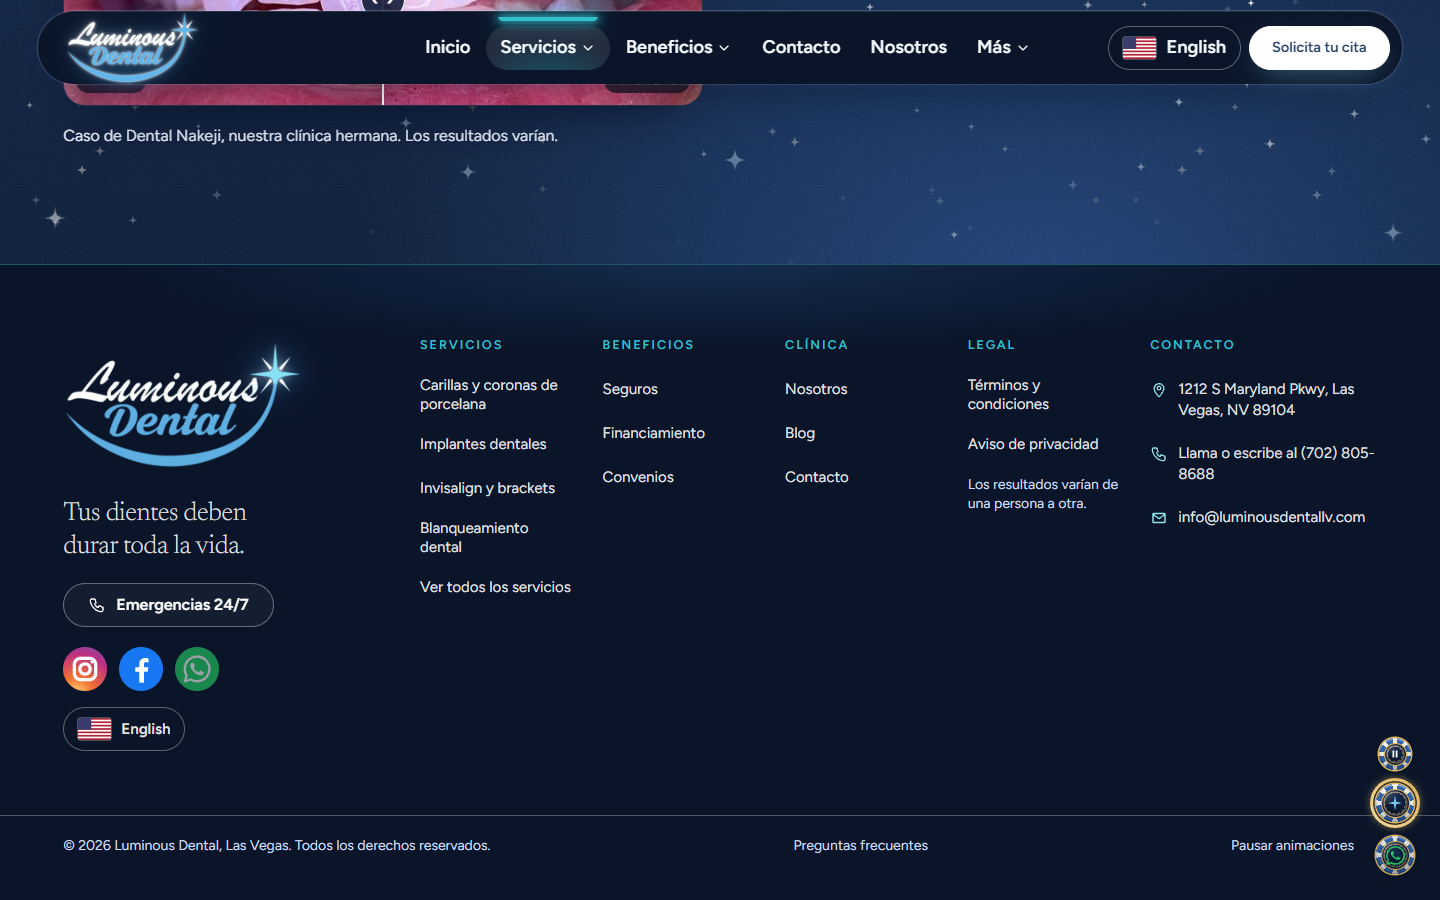 Luminous
Dental
Inicio
Servicios
Beneficios
Contacto
Nosotros
Más
English
Solicita tu cita
Caso de Dental Nakeji, nuestra clínica hermana. Los resultados varían.
Luminous
Dental
Tus dientes deben
durar toda la vida.
Emergencias 24/7
English
SERVICIOS
Carillas y coronas de
porcelana
Implantes dentales
Invisalign y brackets
Blanqueamiento
dental
Ver todos los servicios
BENEFICIOS
Seguros
Financiamiento
Convenios
CLÍNICA
Nosotros
Blog
Contacto
LEGAL
Términos y
condiciones
Aviso de privacidad
Los resultados varían de
una persona a otra.
CONTACTO
1212 S Maryland Pkwy, Las
Vegas, NV 89104
Llama o escribe al (702) 805-
8688
info@luminousdentallv.com
© 2026 Luminous Dental, Las Vegas. Todos los derechos reservados.
Preguntas frecuentes
Pausar animaciones